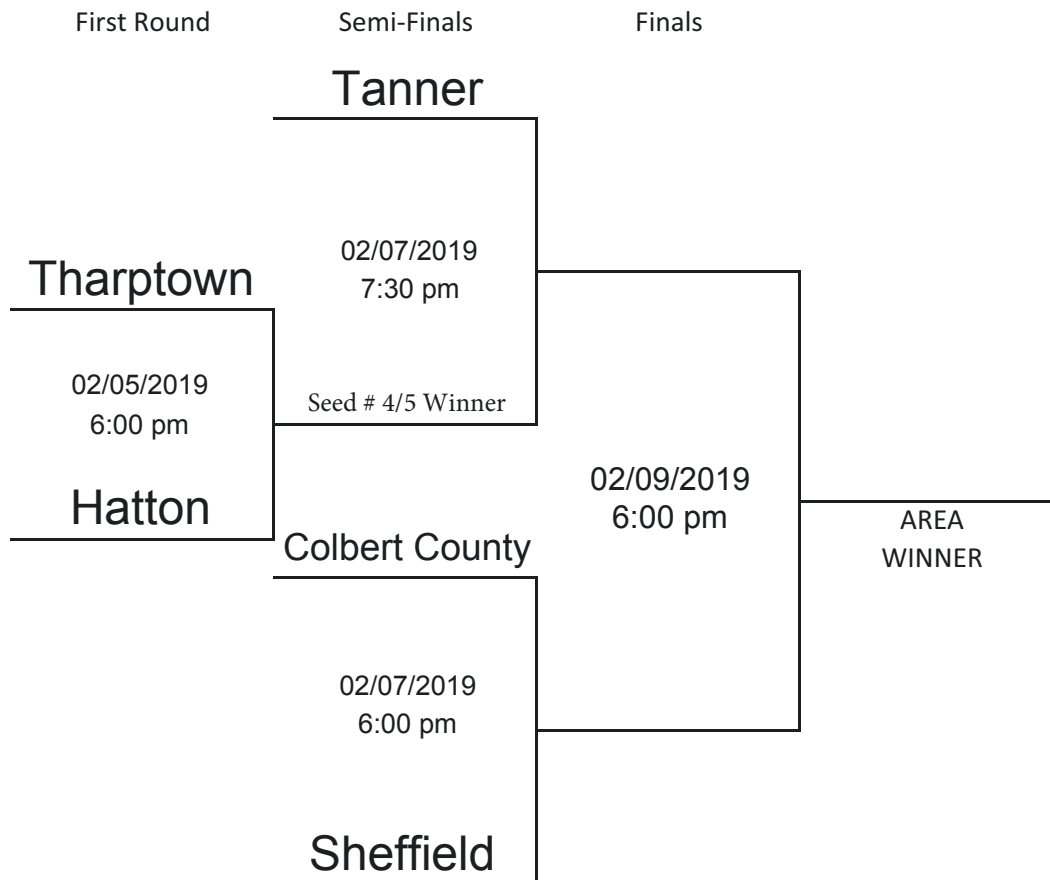 First Round
Semi-Finals
Finals
Tanner
02/07/2019
7:30 pm
Tharptown
02/05/2019
6:00 pm
Seed # 4/5 Winner
Hatton
02/09/2019
6:00 pm
AREA
WINNER
Colbert County
02/07/2019
6:00 pm
Sheffield